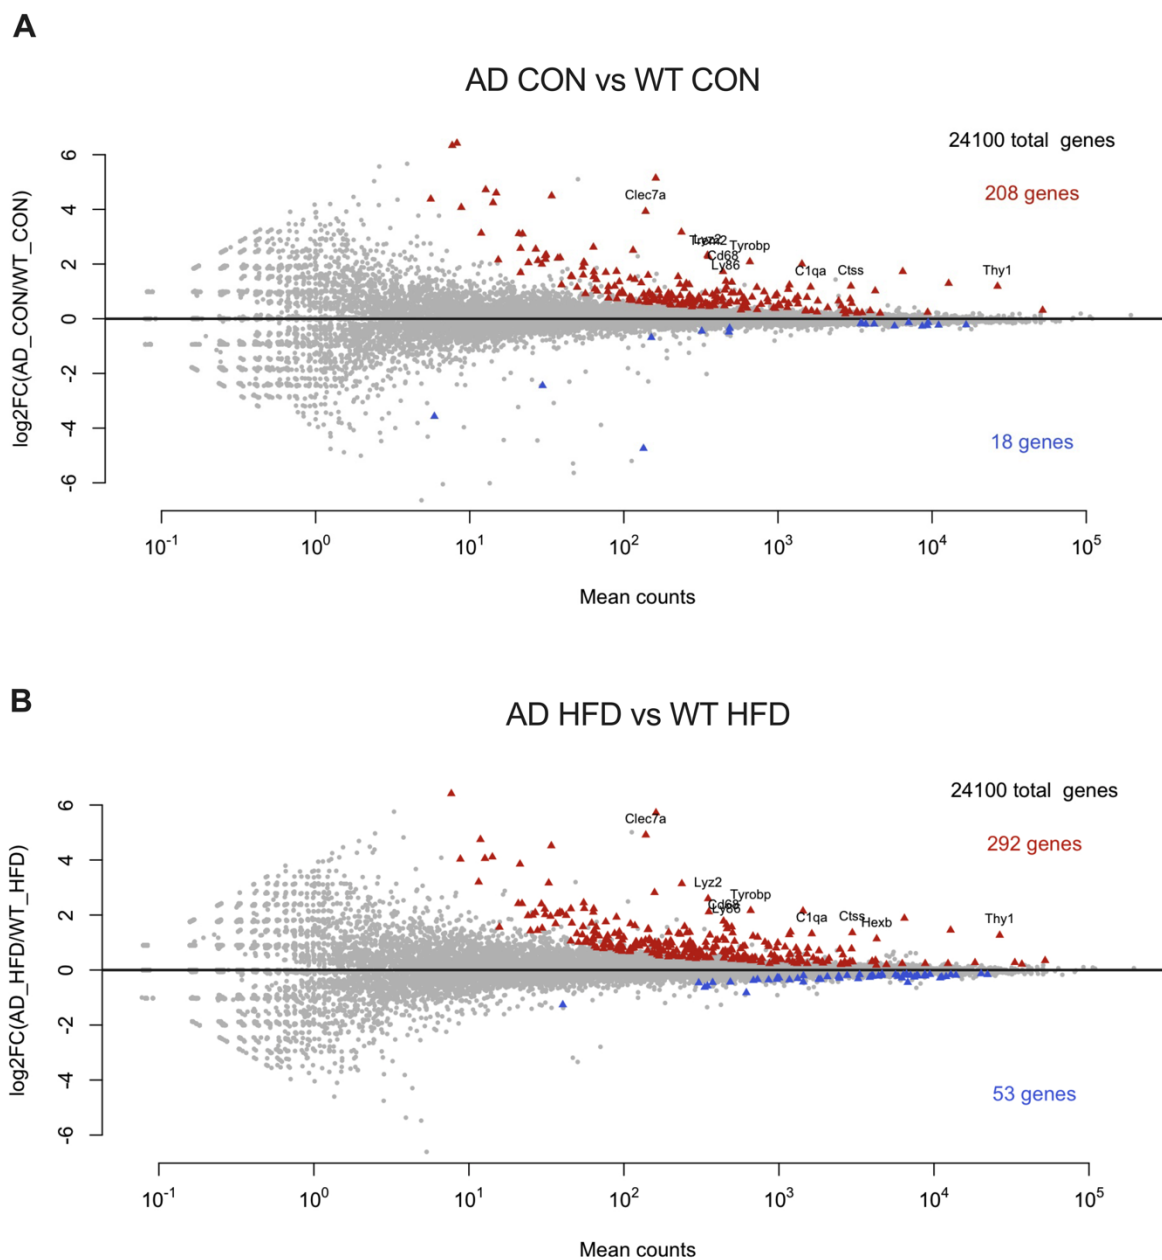 A
AD CON vs WT CON
24100 total genes
208 genes
18 genes
log2FC(AD_CON/WT_CON)
6
4
2
0
-2
-4
-6
Clec7a
Lyz2
Trem2
Tyrobp
Cd68
Ly86
C1qa
Ctss
Thy1
10-1
100
101
102
103
104
105
Mean counts
B
AD HFD vs WT HFD
24100 total genes
292 genes
53 genes
log2FC(AD_HFD/WT_HFD)
6
4
2
0
-2
-4
-6
Clec7a
Lyz2
Tyrobp
Cd68
Ly86
C1qa
Ctss
Hexb
Thy1
10-1
100
101
102
103
104
105
Mean counts